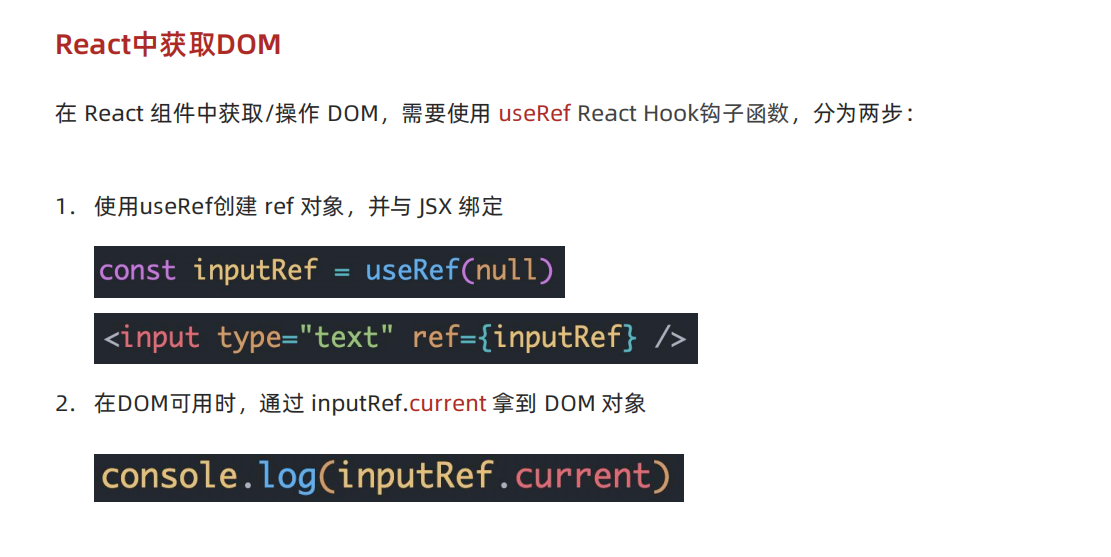 React中获取DOM
在 React 组件中获取/操作 DOM，需要使用 useRef React Hook钩子函数，分为两步：
1. 使用useRef创建 ref 对象，并与 JSX 绑定
const inputRef = useRef(null)
<input type="text" ref={inputRef} />
2. 在DOM可用时，通过 inputRef.current 拿到 DOM 对象
console.log(inputRef.current)